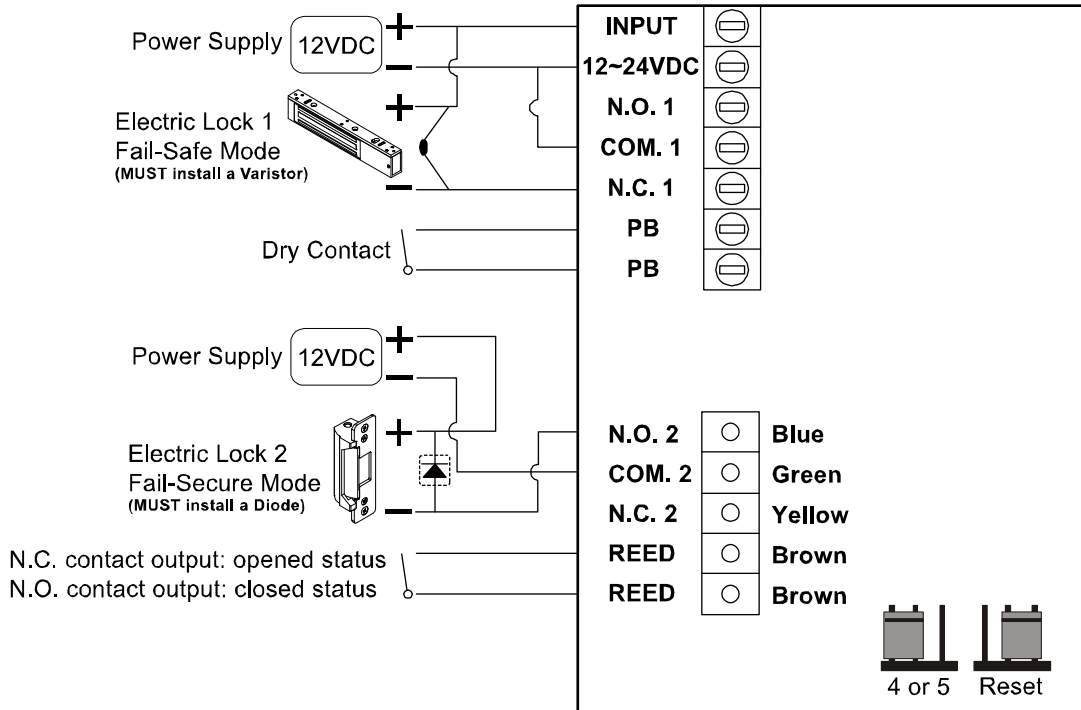 Power Supply 12VDC
+
−
Electric Lock 1
Fail-Safe Mode
(MUST install a Varistor)
+
−
Dry Contact
INPUT
12~24VDC
N.O. 1
COM. 1
N.C. 1
PB
PB
Power Supply 12VDC
+
−
Electric Lock 2
Fail-Secure Mode
(MUST install a Diode)
+
−
N.C. contact output: opened status
N.O. contact output: closed status
N.O. 2 Blue
COM. 2 Green
N.C. 2 Yellow
REED Brown
REED Brown
4 or 5 Reset